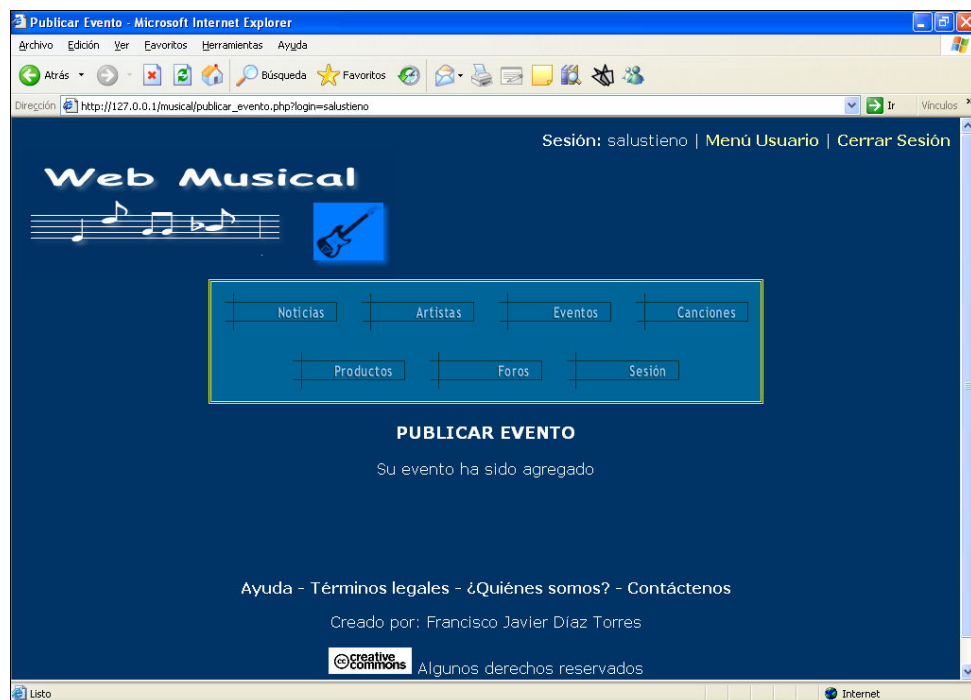 Publicar Evento - Microsoft Internet Explorer
Archivo Edición Ver Favoritos Herramientas Ayuda
Atrás Búsqueda Favoritos
Dirección http://127.0.0.1/musical/publicar_evento.php?login=salustieno Ir Vínculos »
Sesión: salustieno | Menú Usuario | Cerrar Sesión
Web Musical
Noticias Artistas Eventos Canciones
Productos Foros Sesión
PUBLICAR EVENTO
Su evento ha sido agregado
Ayuda - Términos legales - ¿Quiénes somos? - Contáctenos
Creado por: Francisco Javier Díaz Torres
cc creative commons Algunos derechos reservados
Listo Internet